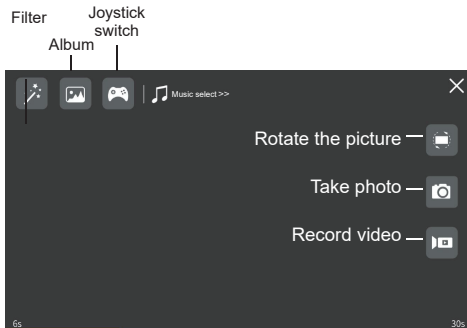 Filter
Joystick
switch
Album
Music select >>
Rotate the picture
Take photo
Record video
6s
30s